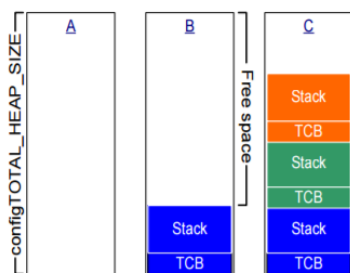 configTOTAL_HEAP_SIZE
A
B
Free space
Stack
TCB
C
Stack
TCB
Stack
TCB
Stack
TCB